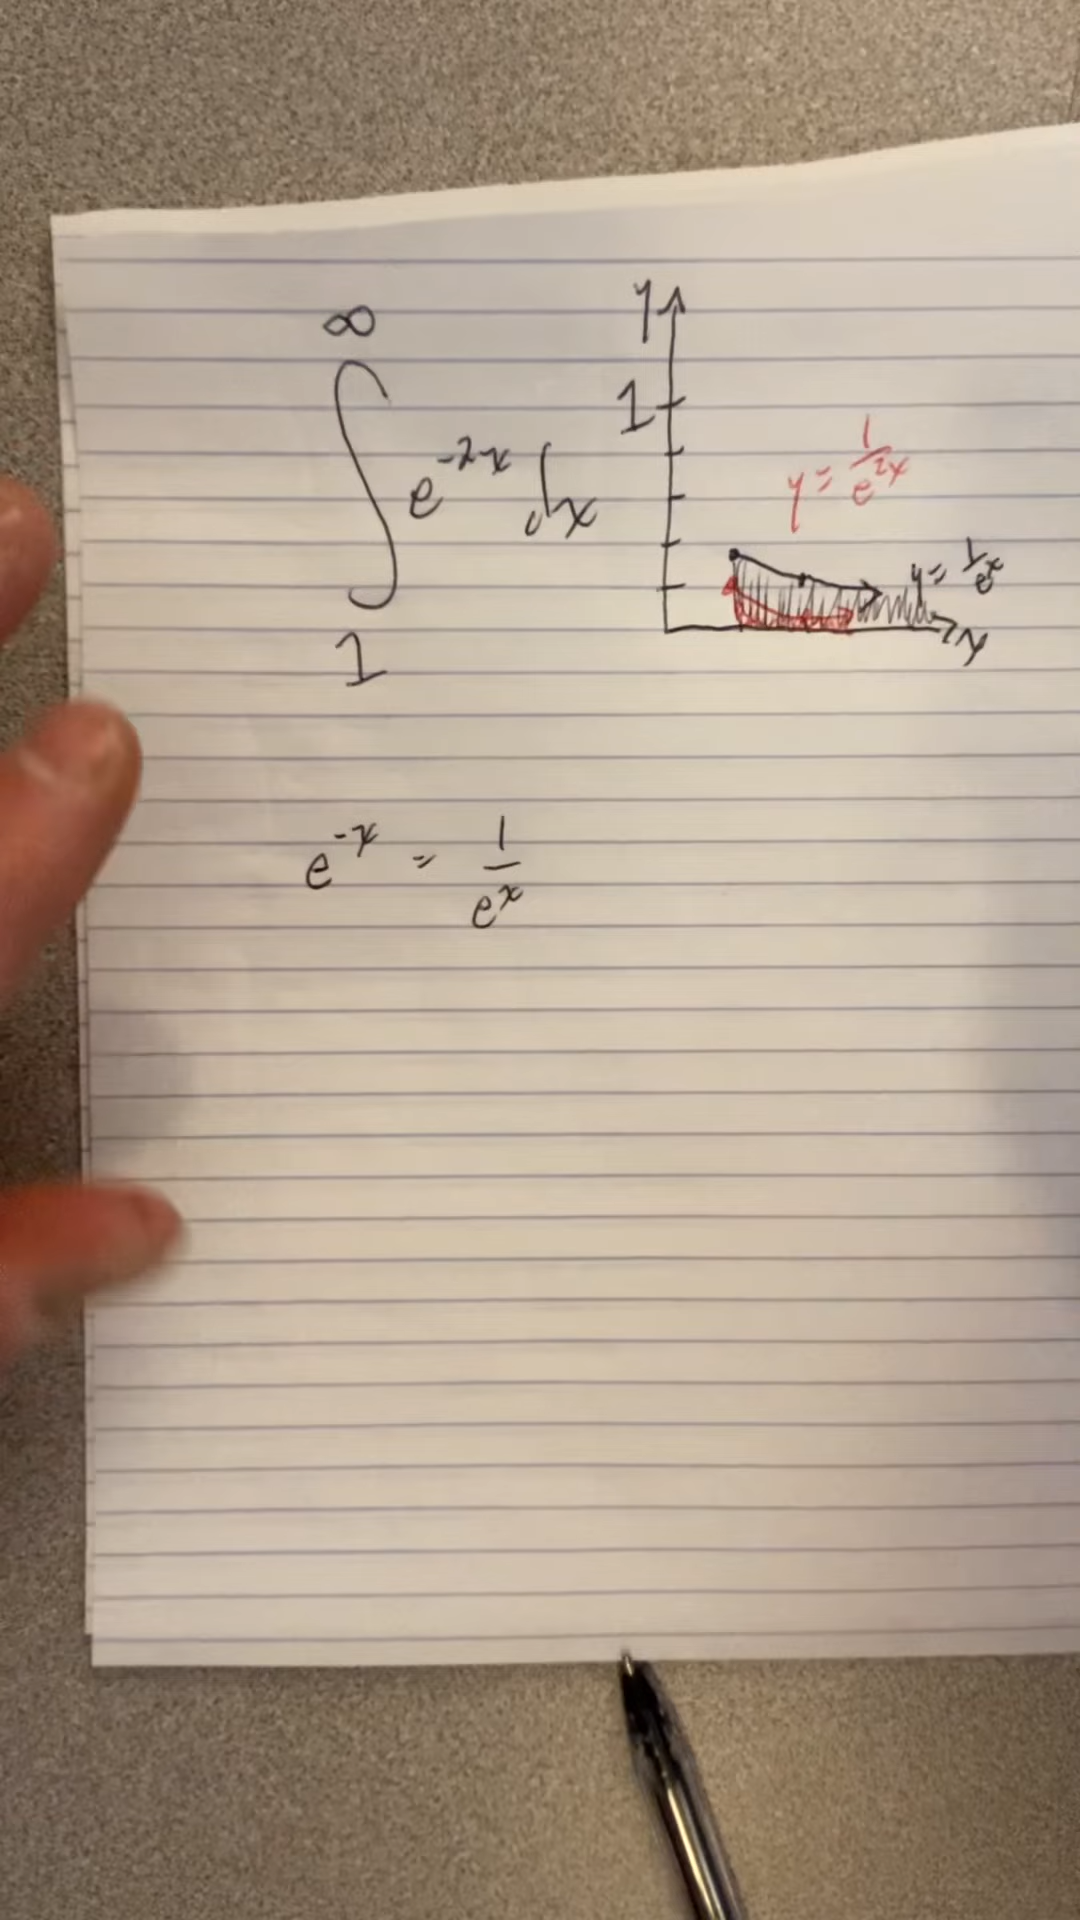 ∞
∫ e^{-2x} dx
1
y
1
y = 1/e^{2x}
y = 1/e^x
x
e^{-x} = 1/e^x